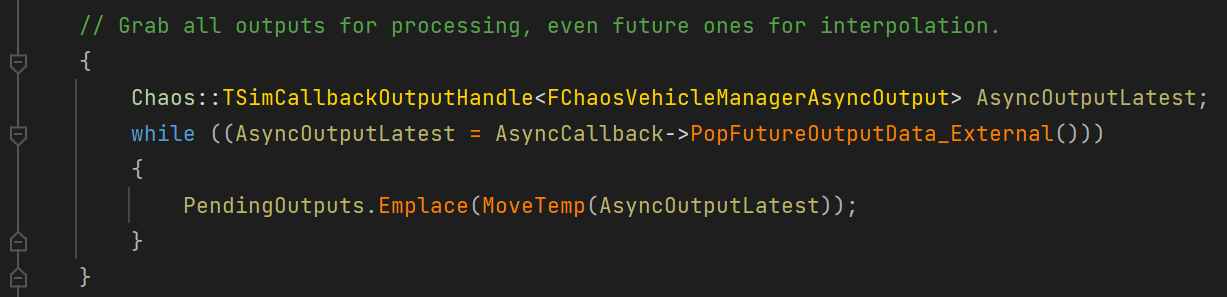 // Grab all outputs for processing, even future ones for interpolation.
{
Chaos::TSimCallbackOutputHandle<FChaosVehicleManagerAsyncOutput> AsyncOutputLatest;
while ((AsyncOutputLatest = AsyncCallback->PopFutureOutputData_External()))
{
PendingOutputs.Emplace(MoveTemp(AsyncOutputLatest));
}
}